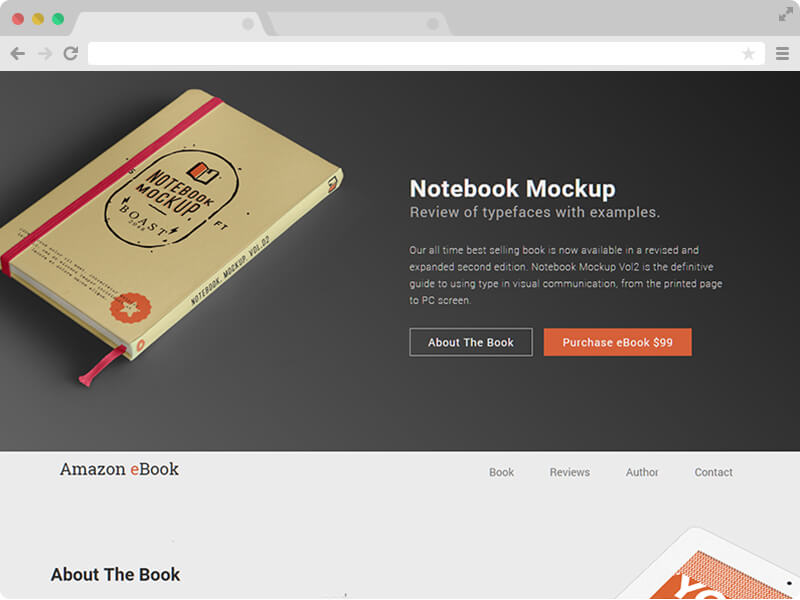 NOTEBOOK
MOCKUP
FT
BOAST
NOTEBOOK, MOCKUP, VOL.02
Notebook Mockup
Review of typefaces with examples.
Our all time best selling book is now available in a revised and
expanded second edition. Notebook Mockup Vol2 is the definitive
guide to using type in visual communication, from the printed page
to PC screen.
About The Book
Purchase eBook $99
Amazon eBook
Book
Reviews
Author
Contact
About The Book
YO